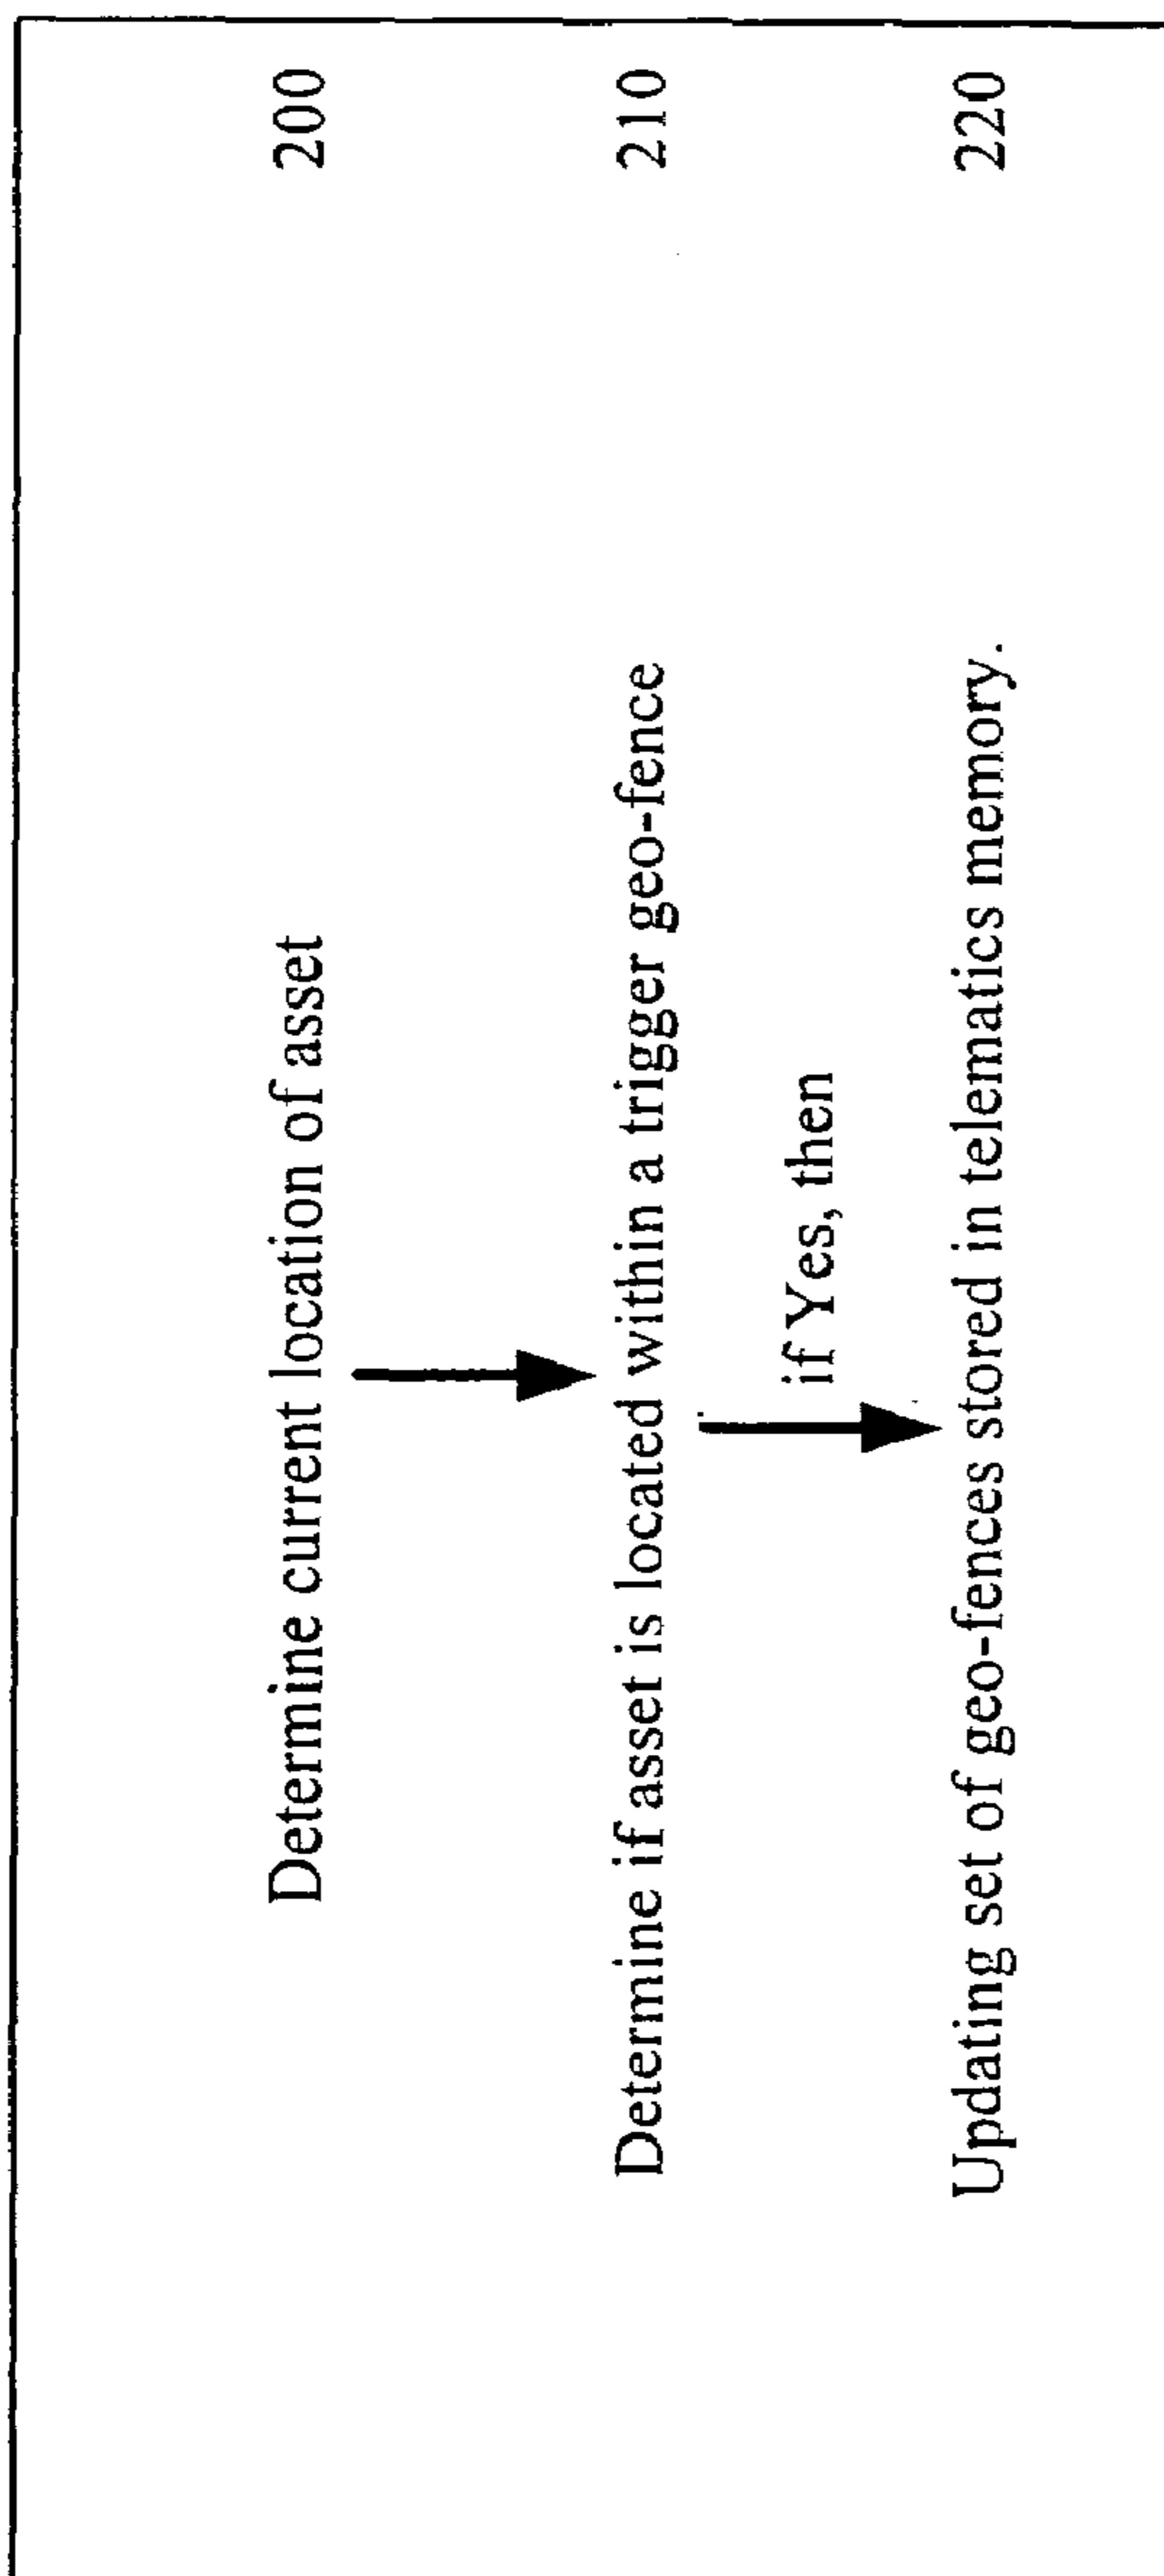 Determine current location of asset 200
Determine if asset is located within a trigger geo-fence 210
if Yes, then
Updating set of geo-fences stored in telematics memory. 220